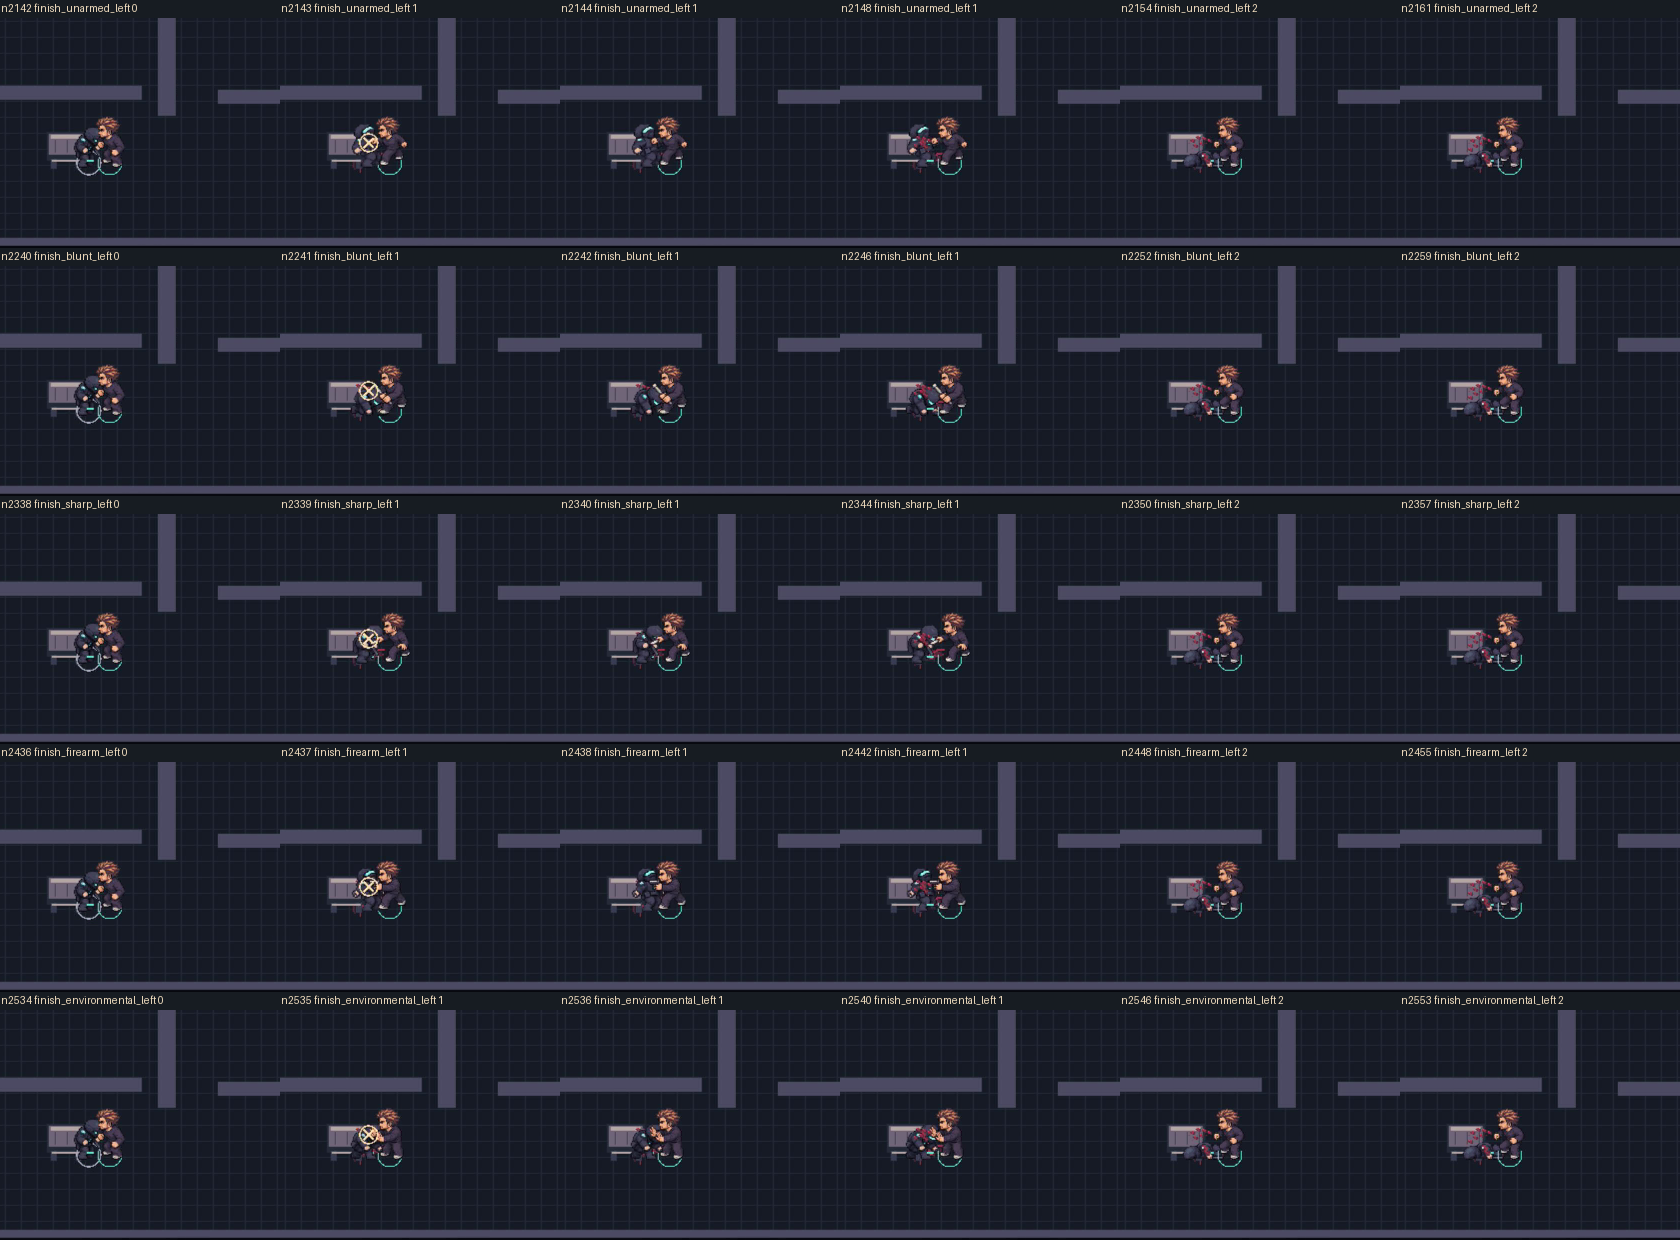 n2142 finish_unarmed_left 0
n2143 finish_unarmed_left 1
n2144 finish_unarmed_left 1
n2148 finish_unarmed_left 1
n2154 finish_unarmed_left 2
n2161 finish_unarmed_left 2
n2240 finish_blunt_left 0
n2241 finish_blunt_left 1
n2242 finish_blunt_left 1
n2246 finish_blunt_left 1
n2252 finish_blunt_left 2
n2259 finish_blunt_left 2
n2338 finish_sharp_left 0
n2339 finish_sharp_left 1
n2340 finish_sharp_left 1
n2344 finish_sharp_left 1
n2350 finish_sharp_left 2
n2357 finish_sharp_left 2
n2436 finish_firearm_left 0
n2437 finish_firearm_left 1
n2438 finish_firearm_left 1
n2442 finish_firearm_left 1
n2448 finish_firearm_left 2
n2455 finish_firearm_left 2
n2534 finish_environmental_left 0
n2535 finish_environmental_left 1
n2536 finish_environmental_left 1
n2540 finish_environmental_left 1
n2546 finish_environmental_left 2
n2553 finish_environmental_left 2